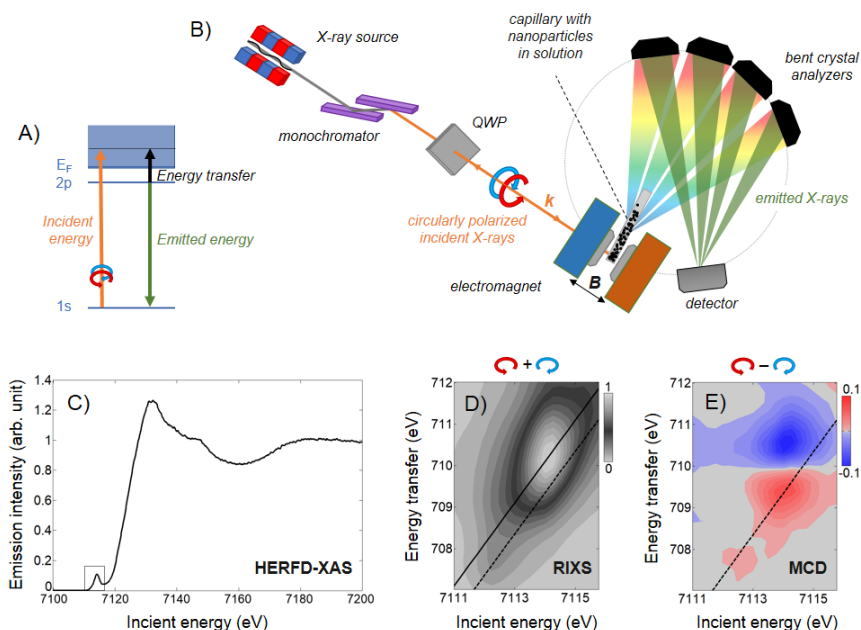 A)
E_F
2p
Energy transfer
Incident
energy
Emitted energy
1s
B)
X-ray source
monochromator
QWP
capillary with
nanoparticles
in solution
bent crystal
analyzers
k
circularly polarized
incident X-rays
emitted X-rays
electromagnet
B
detector
C)
Emission intensity (arb. unit)
1.4
1.2
1
0.8
0.6
0.4
0.2
0
7100
7120
7140
7160
7180
7200
Incient energy (eV)
HERFD-XAS
+
D)
Energy transfer (eV)
712
711
710
709
708
7111
7113
7115
Incient energy (eV)
RIXS
1
0
−
E)
Energy transfer (eV)
712
711
710
709
708
7111
7113
7115
Incient energy (eV)
MCD
0.1
-0.1